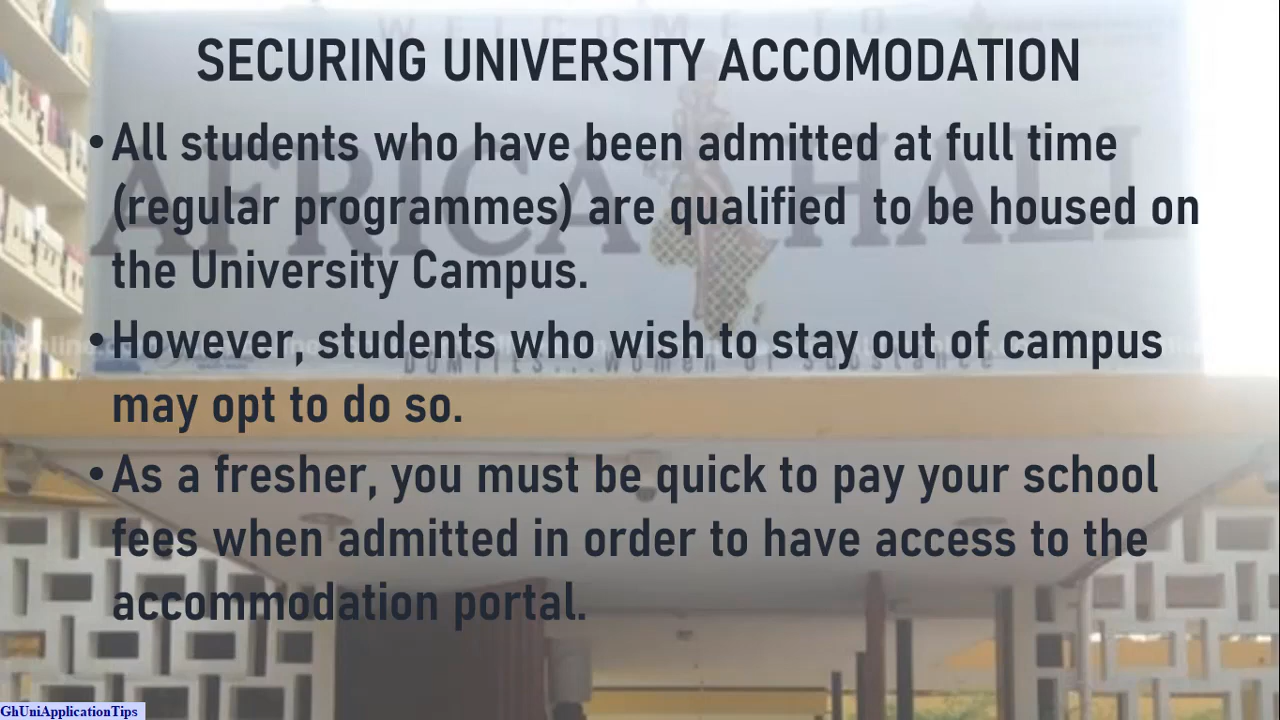 WELCOME TO
SECURING UNIVERSITY ACCOMODATION
•All students who have been admitted at full time
(regular programmes) are qualified  to be housed on
the University Campus.
AFRICA HALL
•However, students who wish to stay out of campus
may opt to do so.
•As a fresher, you must be quick to pay your school
fees when admitted in order to have access to the
accommodation portal.
GhUniApplicationTips